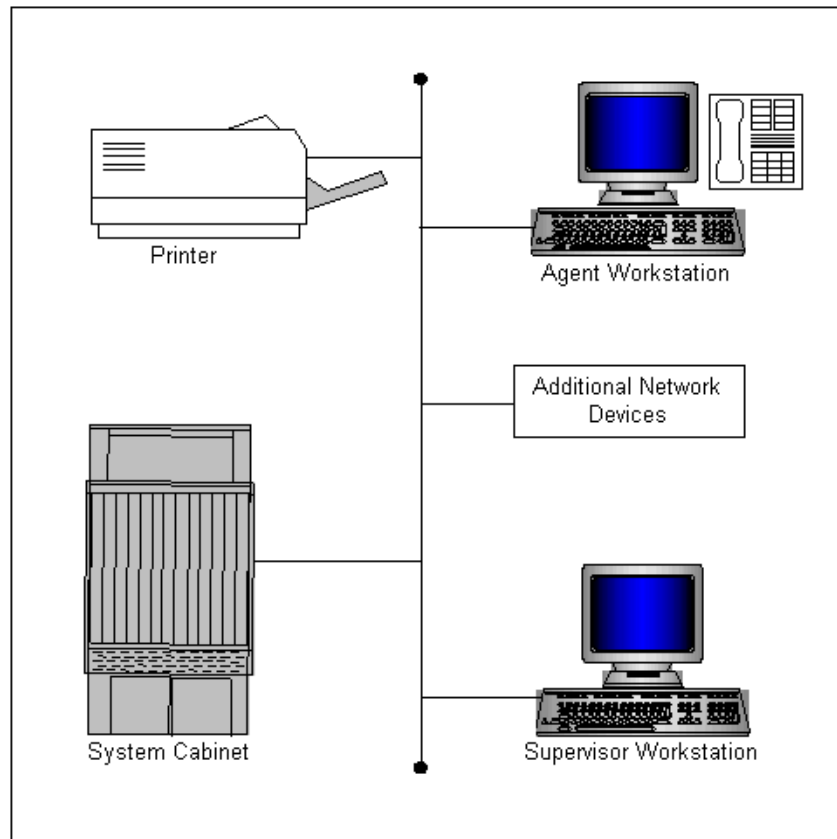 Printer
Agent Workstation
Additional Network
Devices
System Cabinet
Supervisor Workstation